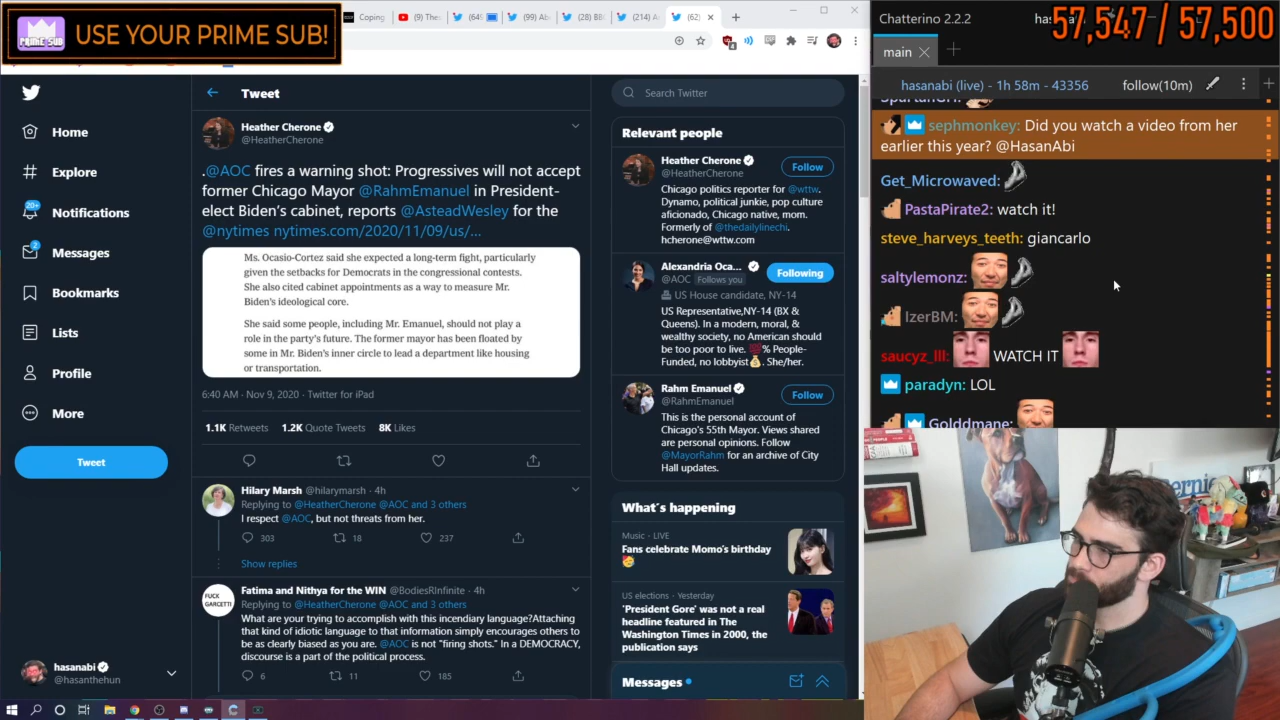 USE YOUR PRIME SUB!
PRIME SUB
Coping
(9) Thes
(64)
(99) Ab
(28) BB
(214) A
(62)
Tweet
Search Twitter
Home
Explore
20+
Notifications
2
Messages
Bookmarks
Lists
Profile
More
Tweet
hasanabi
@hasanthehun
Heather Cherone
@HeatherCherone
.@AOC fires a warning shot: Progressives will not accept
former Chicago Mayor @RahmEmanuel in President-
elect Biden's cabinet, reports @AsteadWesley for the
@nytimes nytimes.com/2020/11/09/us/...
Ms. Ocasio-Cortez said she expected a long-term fight, particularly
given the setbacks for Democrats in the congressional contests.
She also cited cabinet appointments as a way to measure Mr.
Biden's ideological core.
She said some people, including Mr. Emanuel, should not play a
role in the party's future. The former mayor has been floated by
some in Mr. Biden's inner circle to lead a department like housing
or transportation.
6:40 AM · Nov 9, 2020 · Twitter for iPad
1.1K Retweets 1.2K Quote Tweets 8K Likes
Hilary Marsh @hilarymarsh · 4h
Replying to @HeatherCherone @AOC and 3 others
I respect @AOC, but not threats from her.
303 18 237
Show replies
FUCK
GARCETTI
Fatima and Nithya for the WIN @BodiesRInfinite · 4h
Replying to @HeatherCherone @AOC and 3 others
What are your trying to accomplish with this incendiary language?Attaching
that kind of idiotic language to that information simply encourages others to
be as clearly biased as you are. @AOC is not "firing shots." In a DEMOCRACY,
discourse is a part of the political process.
6 11 185
Relevant people
Heather Cherone
@HeatherCherone
Follow
Chicago politics reporter for @wttw.
Dynamo, political junkie, pop culture
aficionado, Chicago native, mom.
Formerly of @thedailylinechi.
hcherone@wttw.com
Alexandria Oca...
@AOC Follows you
Following
US House candidate, NY-14
US Representative,NY-14 (BX &
Queens). In a modern, moral, &
wealthy society, no American should
be too poor to live. % People-
Funded, no lobbyist. She/her.
Rahm Emanuel
@RahmEmanuel
Follow
This is the personal account of
Chicago's 55th Mayor. Views shared
are personal opinions. Follow
@MayorRahm for an archive of City
Hall updates.
What's happening
Music · LIVE
Fans celebrate Momo's birthday
US elections · Yesterday
'President Gore' was not a real
headline featured in The
Washington Times in 2000, the
publication says
Messages
Chatterino 2.2.2
57,547 / 57,500
main
hasanabi (live) - 1h 58m - 43356 follow(10m)
sephmonkey: Did you watch a video from her
earlier this year? @HasanAbi
Get_Microwaved:
PastaPirate2: watch it!
steve_harveys_teeth: giancarlo
saltylemonz:
IzerBM:
saucyz_lll: WATCH IT
paradyn: LOL
Golddmane: